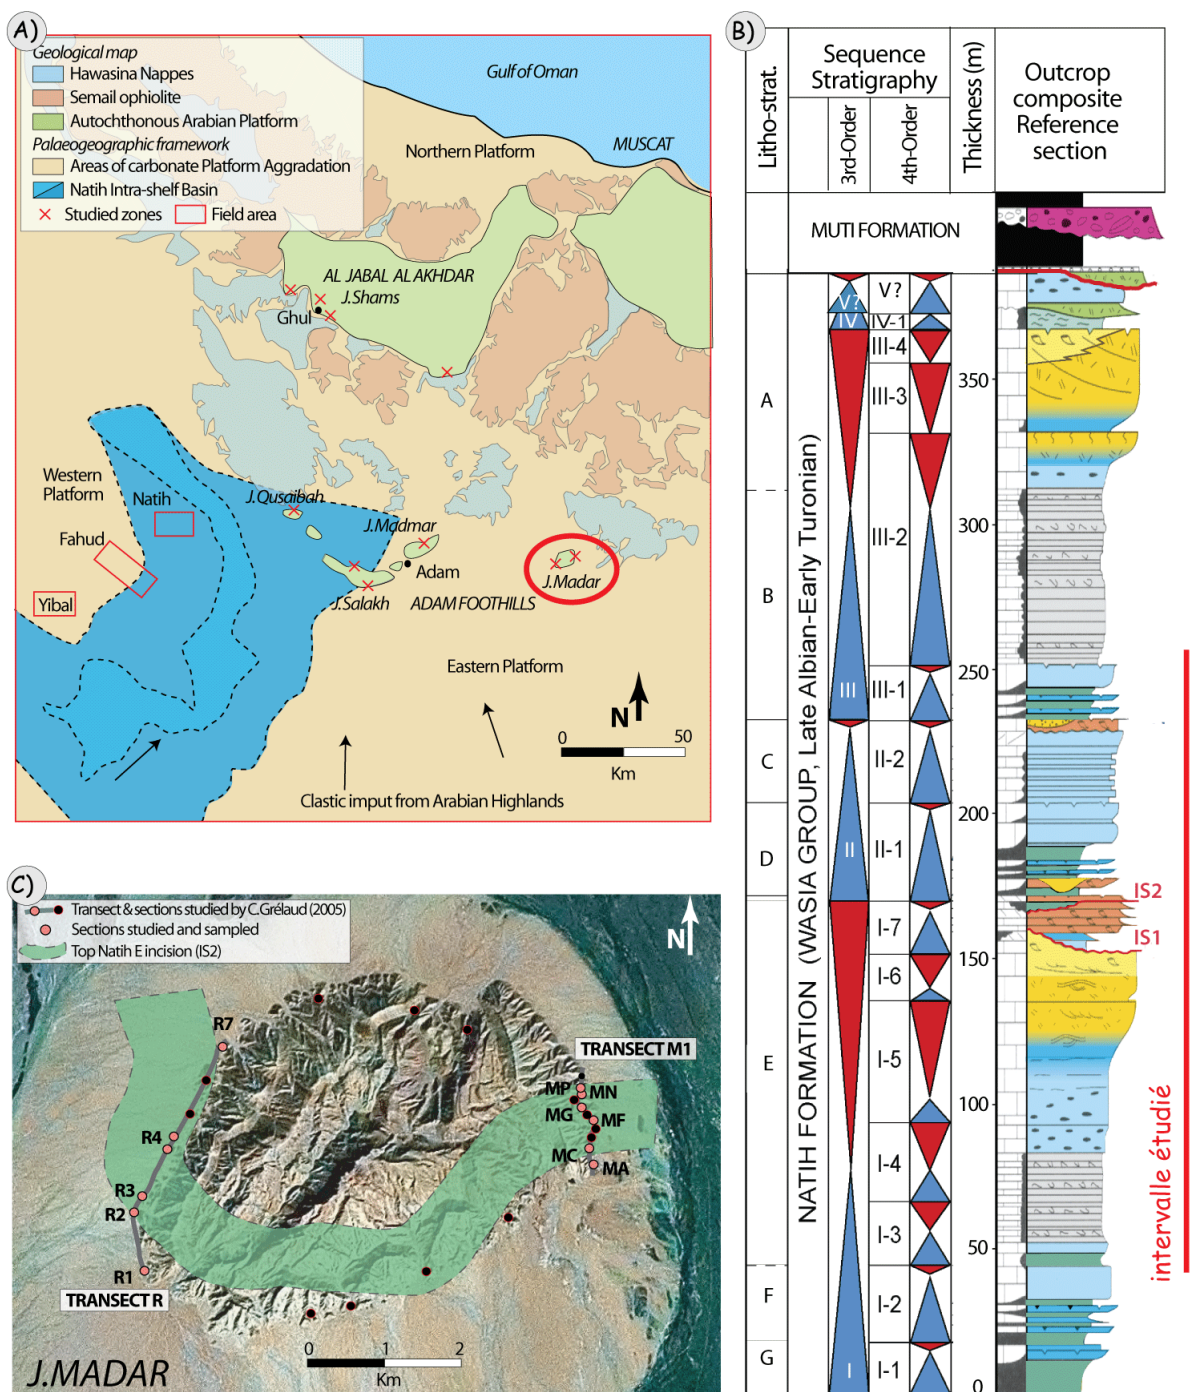 A)
Geological map
Hawasina Nappes
Semail ophiolite
Autochthonous Arabian Platform
Palaeogeographic framework
Areas of carbonate Platform Aggradation
Natih Intra-shelf Basin
Studied zones
Field area
Gulf of Oman
MUSCAT
Northern Platform
AL JABAL AL AKHDAR
J.Shams
Ghul
Western
Platform
Natih
Fahud
Yibal
J.Qusaibah
J.Madmar
Adam
J.Salakh
ADAM FOOTHILLS
J.Madar
Eastern Platform
N
0
50
Km
Clastic imput from Arabian Highlands
B)
Litho-strat.
Sequence
Stratigraphy
3rd-Order
4th-Order
Thickness (m)
Outcrop
composite
Reference
section
MUTI FORMATION
A
B
C
D
E
F
G
NATIH FORMATION (WASIA GROUP, Late Albian-Early Turonian)
V?
IV
III
II
I
V?
IV-1
III-4
III-3
III-2
III-1
II-2
II-1
I-7
I-6
I-5
I-4
I-3
I-2
I-1
350
300
250
200
150
100
50
0
IS2
IS1
intervalle étudié
C)
Transect & sections studied by C.Grélaud (2005)
Sections studied and sampled
Top Natih E incision (IS2)
N
R7
R4
R3
R2
R1
TRANSECT R
TRANSECT M1
MP
MN
MG
MF
MC
MA
0
1
2
Km
J.MADAR